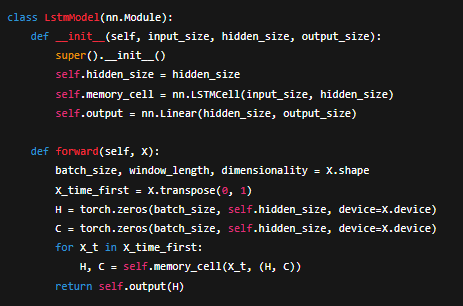 class LstmModel(nn.Module):
    def __init__(self, input_size, hidden_size, output_size):
        super().__init__()
        self.hidden_size = hidden_size
        self.memory_cell = nn.LSTMCell(input_size, hidden_size)
        self.output = nn.Linear(hidden_size, output_size)

    def forward(self, X):
        batch_size, window_length, dimensionality = X.shape
        X_time_first = X.transpose(0, 1)
        H = torch.zeros(batch_size, self.hidden_size, device=X.device)
        C = torch.zeros(batch_size, self.hidden_size, device=X.device)
        for X_t in X_time_first:
            H, C = self.memory_cell(X_t, (H, C))
        return self.output(H)